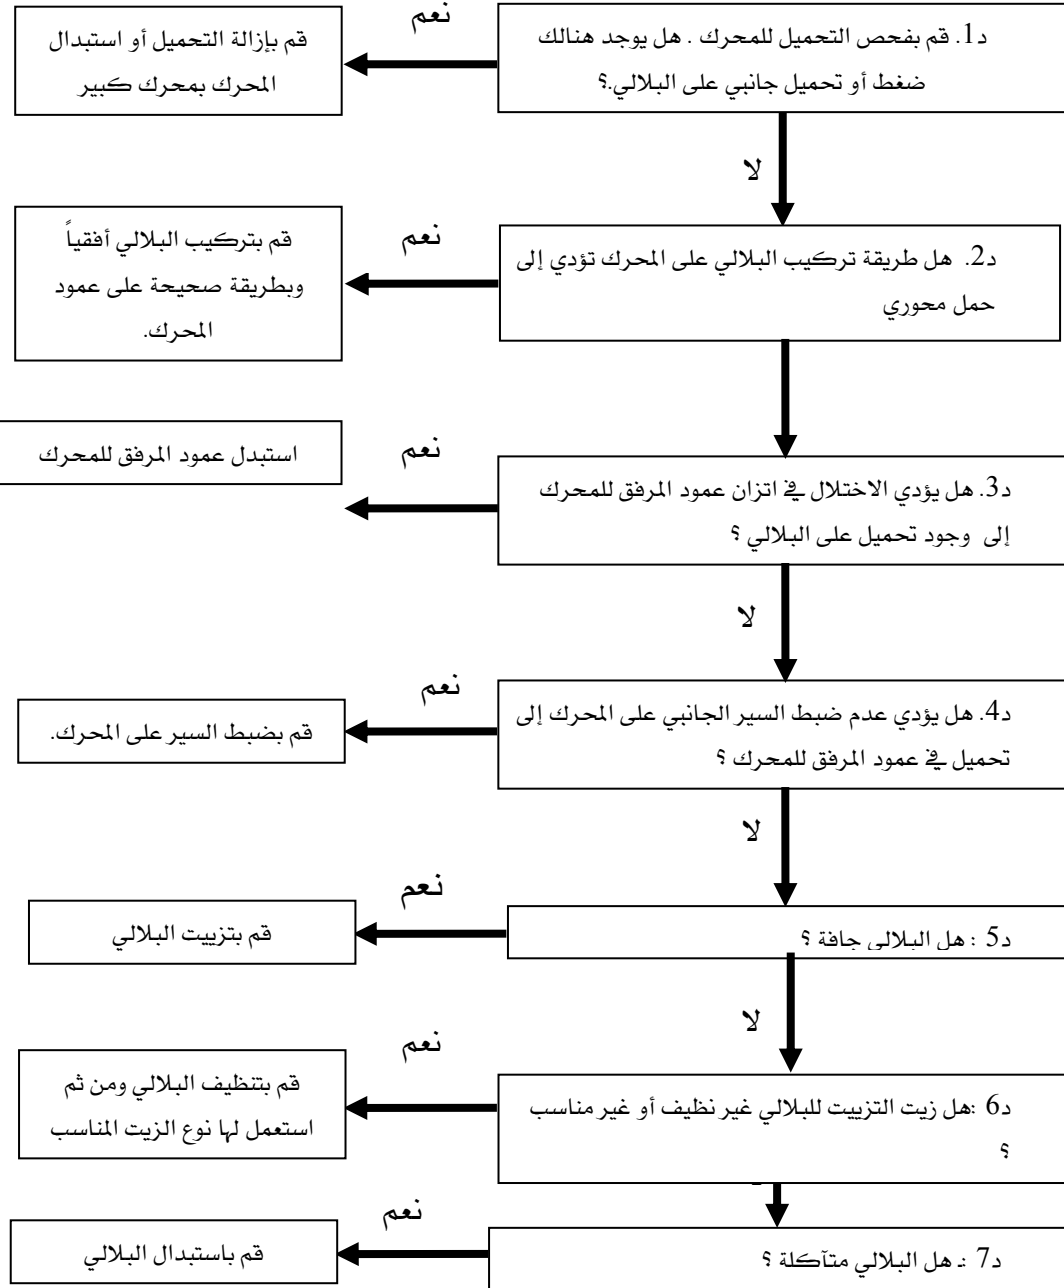 د1. قم بفحص التحميل للمحرك . هل يوجد هنالك
ضغط أو تحميل جانبي على البلالي.؟
نعم
قم بإزالة التحميل أو استبدال
المحرك بمحرك كبير
لا
د2. هل طريقة تركيب البلالي على المحرك تؤدي إلى
حمل محوري
نعم
قم بتركيب البلالي أفقياً
وبطريقة صحيحة على عمود
المحرك.
د3. هل يؤدي الاختلال في اتزان عمود المرفق للمحرك
إلى وجود تحميل على البلالي ؟
نعم
استبدل عمود المرفق للمحرك
لا
د4. هل يؤدي عدم ضبط السير الجانبي على المحرك إلى
تحميل في عمود المرفق للمحرك ؟
نعم
قم بضبط السير على المحرك.
لا
د5 : هل البلالي جافة ؟
نعم
قم بتزييت البلالي
لا
د6 :هل زيت التزييت للبلالي غير نظيف أو غير مناسب
؟
نعم
قم بتنظيف البلالي ومن ثم
استعمل لها نوع الزيت المناسب
د7 : هل البلالي متآكلة ؟
نعم
قم باستبدال البلالي